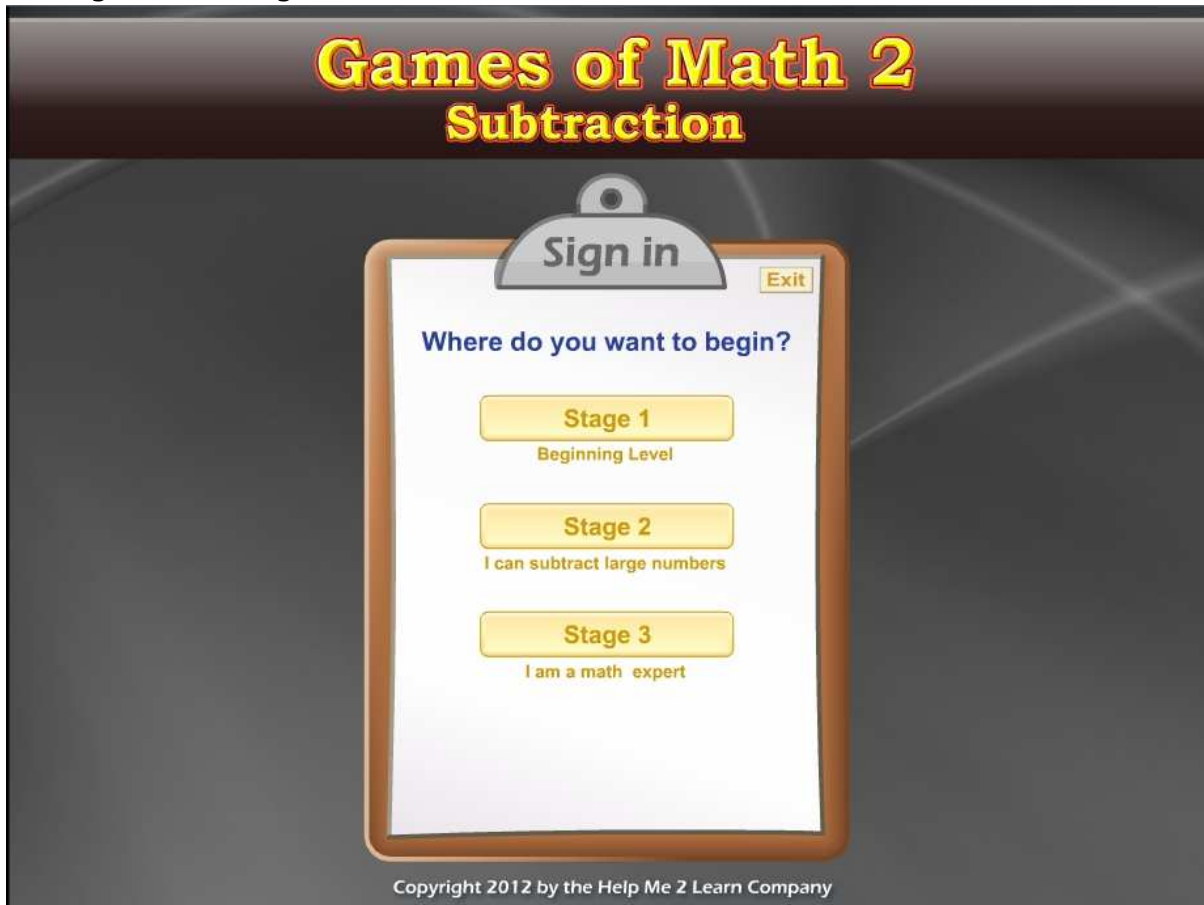 Games of Math 2
Subtraction
Sign in
Exit
Where do you want to begin?
Stage 1
Beginning Level
Stage 2
I can subtract large numbers
Stage 3
I am a math expert
Copyright 2012 by the Help Me 2 Learn Company